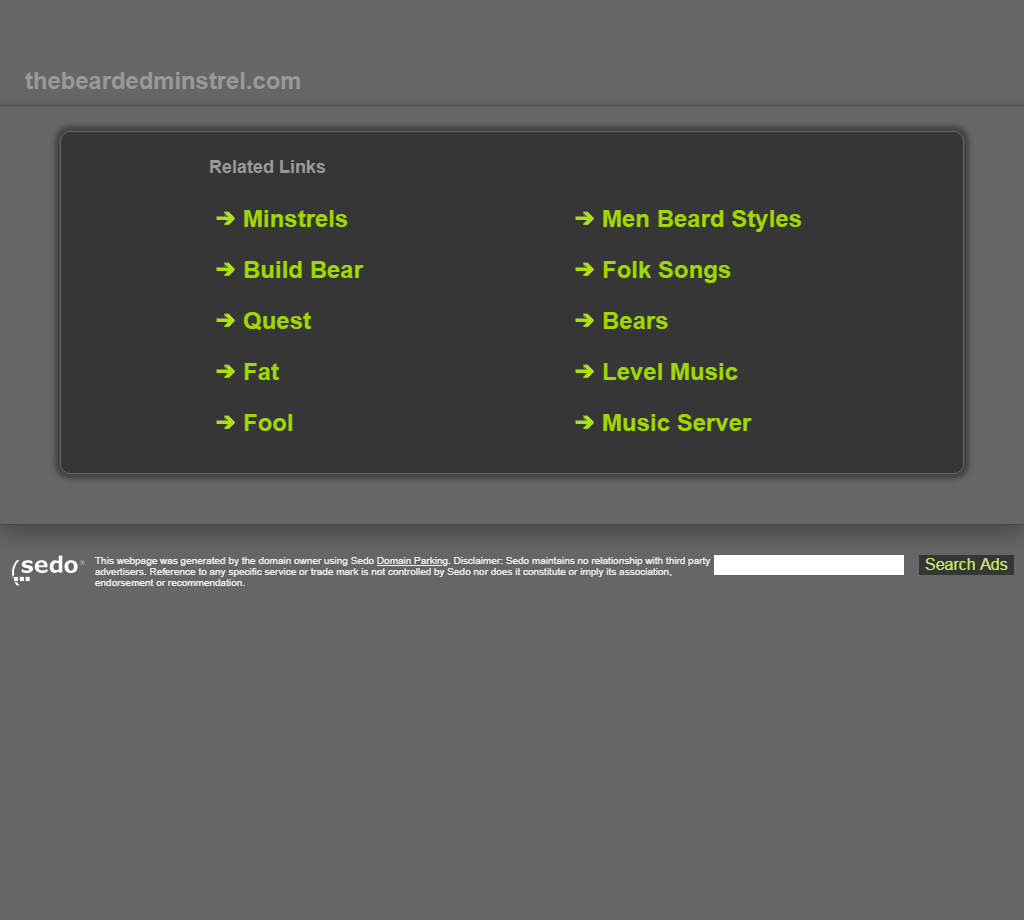 thebeardedminstrel.com
Related Links
➔ Minstrels
➔ Men Beard Styles
➔ Build Bear
➔ Folk Songs
➔ Quest
➔ Bears
➔ Fat
➔ Level Music
➔ Fool
➔ Music Server
sedo®
This webpage was generated by the domain owner using Sedo Domain Parking. Disclaimer: Sedo maintains no relationship with third party
advertisers. Reference to any specific service or trade mark is not controlled by Sedo nor does it constitute or imply its association,
endorsement or recommendation.
Search Ads